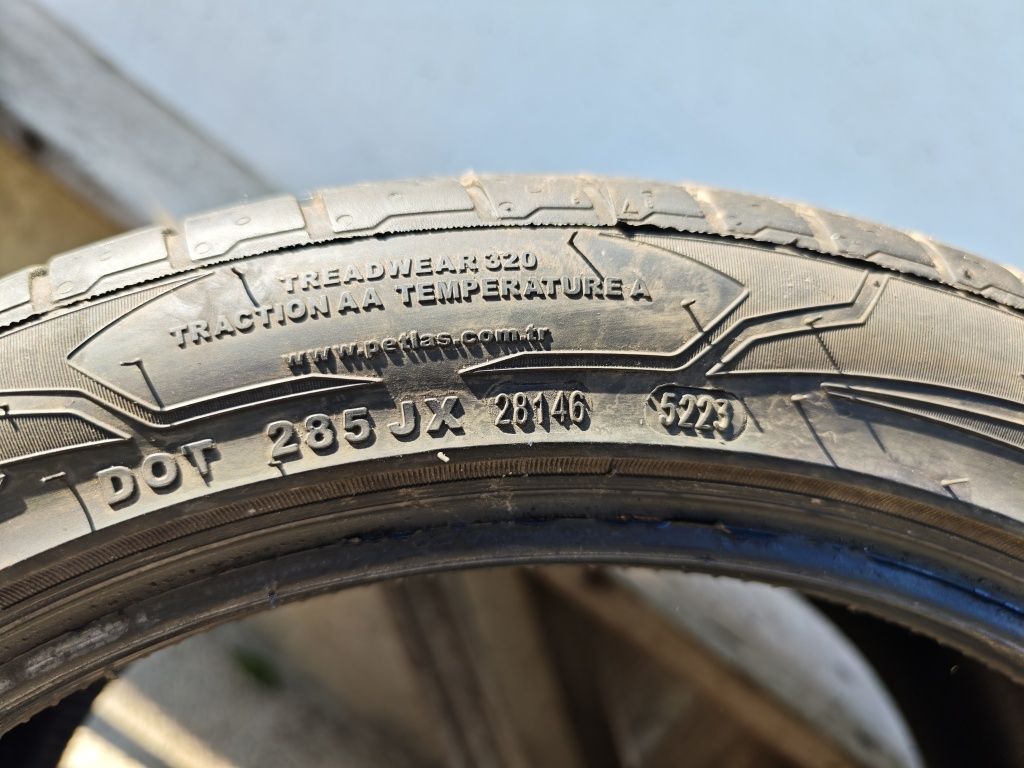 TREADWEAR 320
TRACTION AA TEMPERATURE A
www.petlas.com.tr
DOT 285 JX 28146 5223